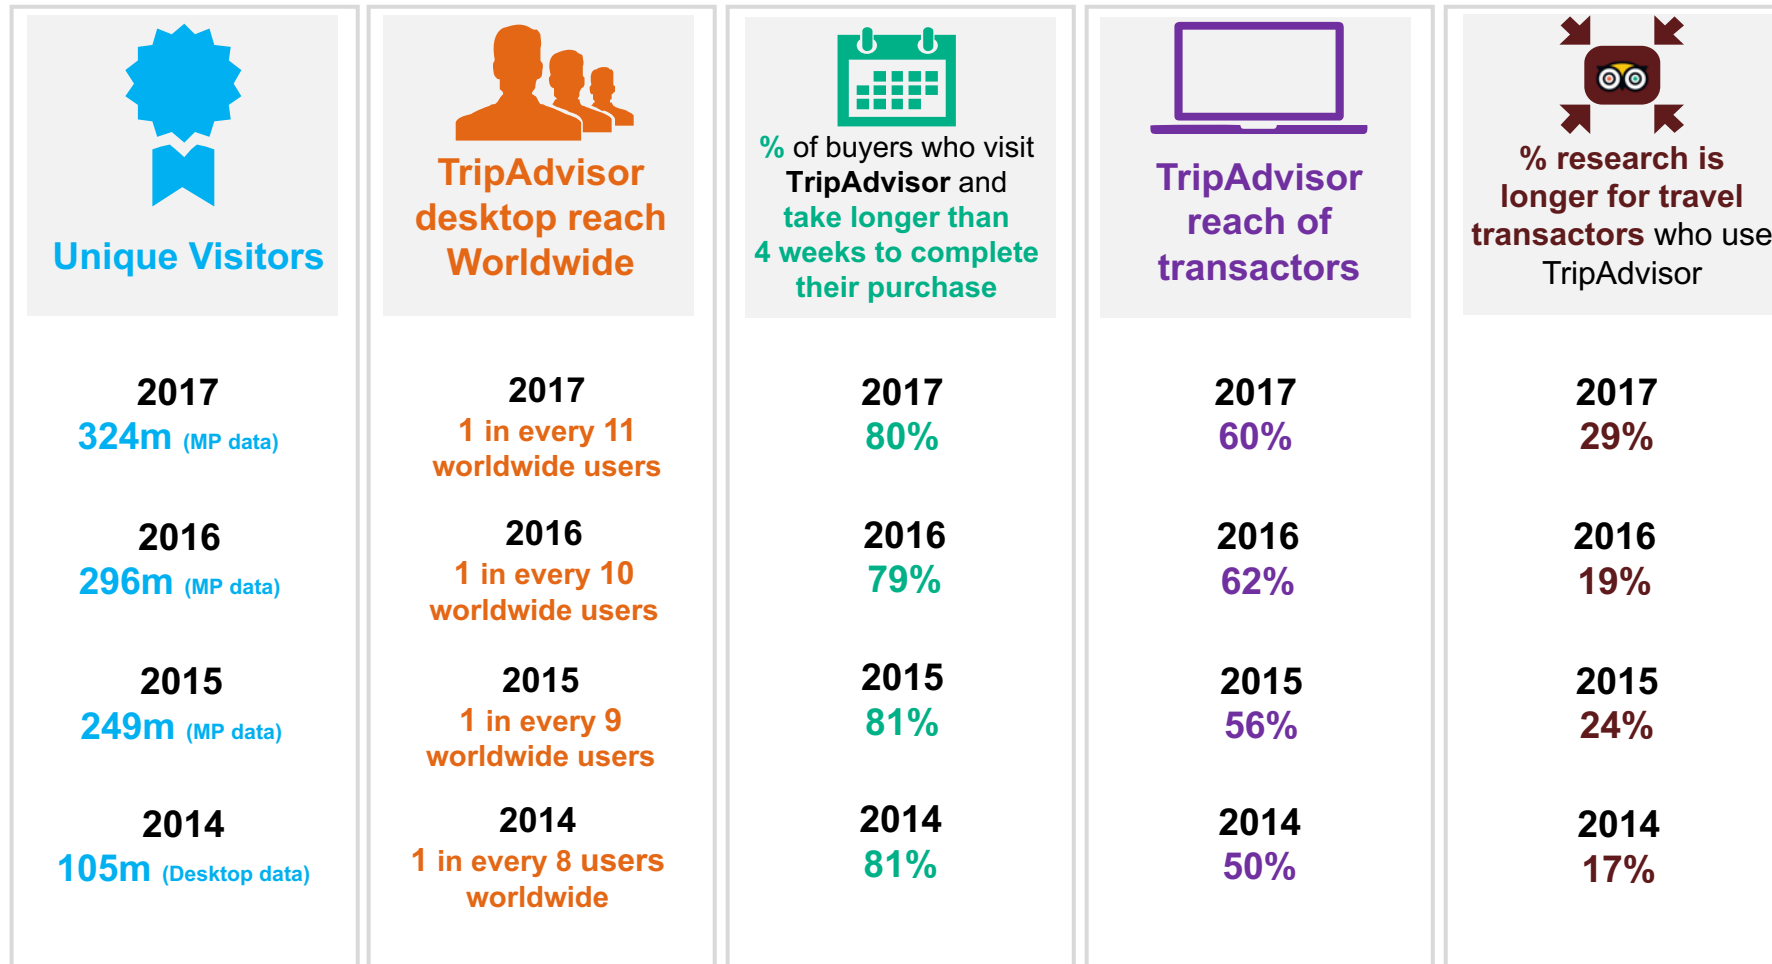 Unique Visitors
2017
324m (MP data)
2016
296m (MP data)
2015
249m (MP data)
2014
105m (Desktop data)
TripAdvisor
desktop reach
Worldwide
2017
1 in every 11
worldwide users
2016
1 in every 10
worldwide users
2015
1 in every 9
worldwide users
2014
1 in every 8 users
worldwide
% of buyers who visit
TripAdvisor and
take longer than
4 weeks to complete
their purchase
2017
80%
2016
79%
2015
81%
2014
81%
TripAdvisor
reach of
transactors
2017
60%
2016
62%
2015
56%
2014
50%
% research is
longer for travel
transactors who use
TripAdvisor
2017
29%
2016
19%
2015
24%
2014
17%